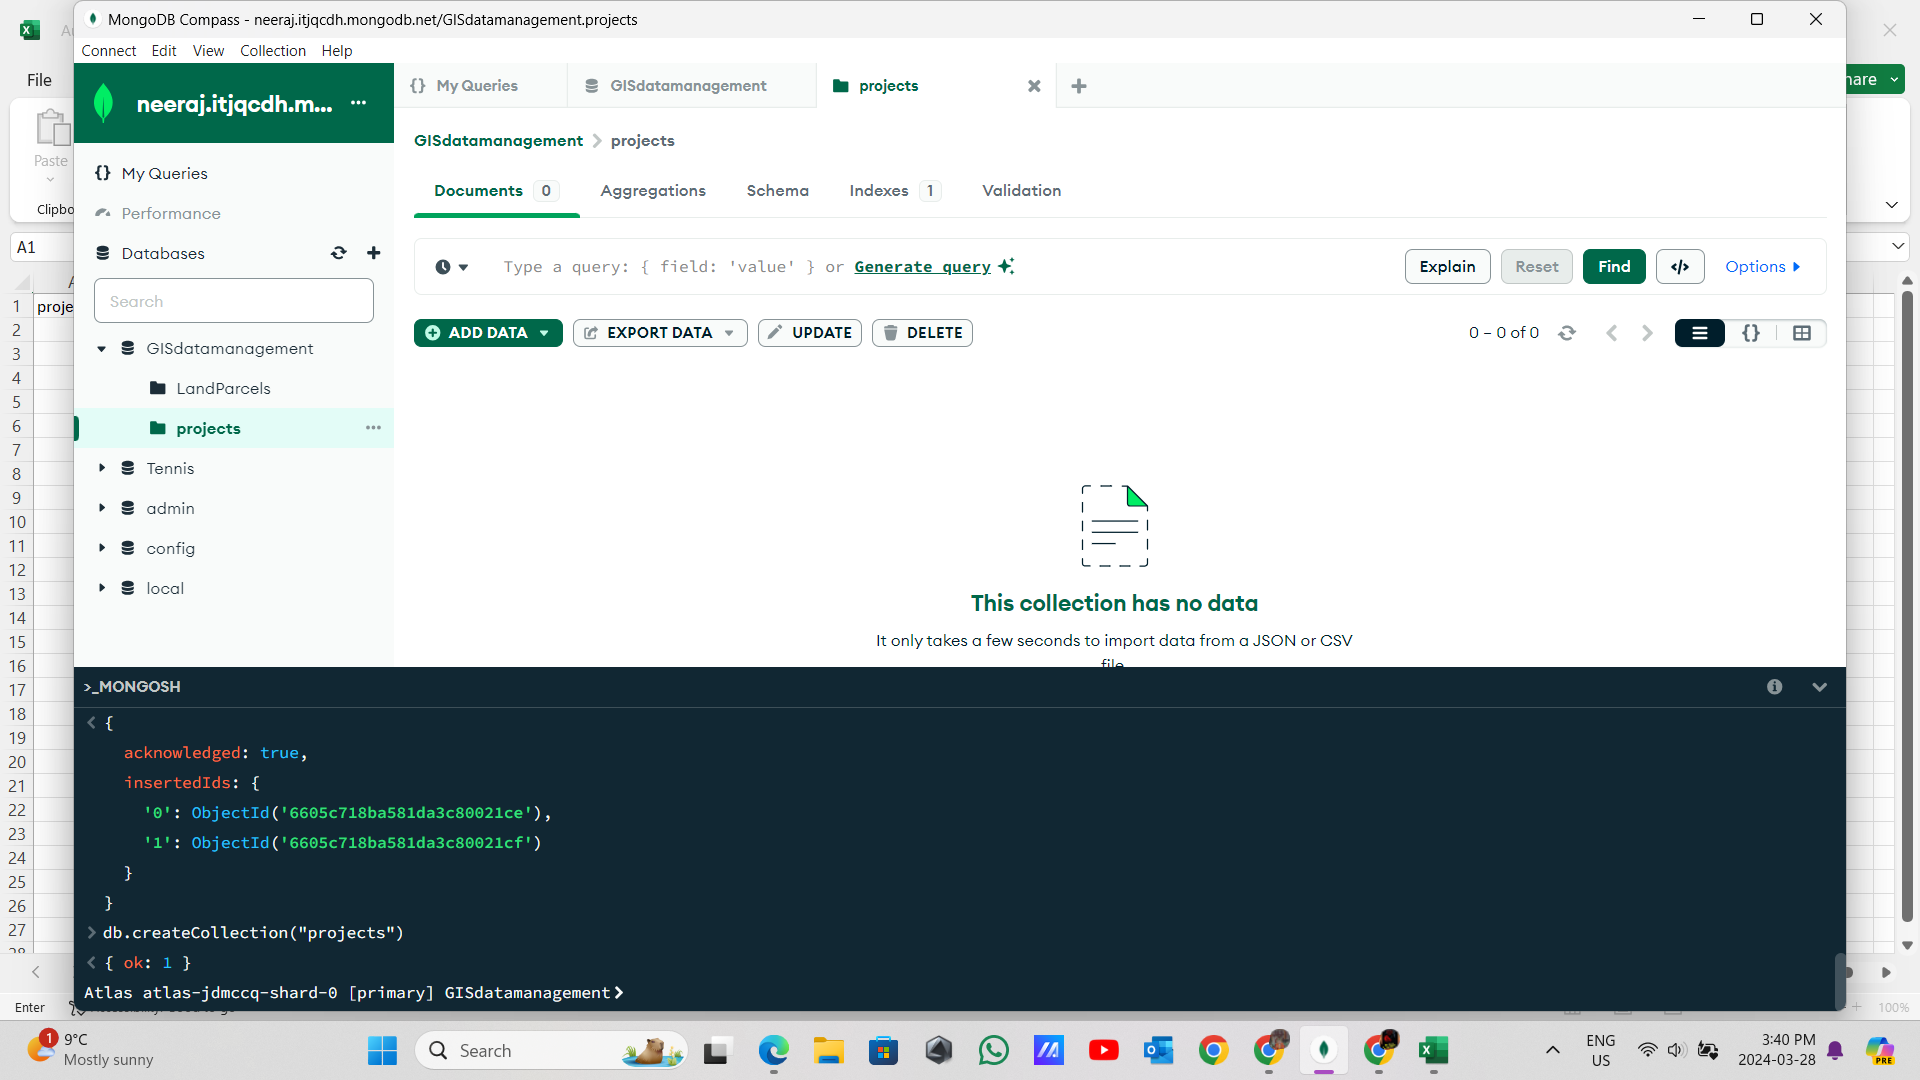 MongoDB Compass - neeraj.itjqcdh.mongodb.net/GISdatamanagement.projects
Connect Edit View Collection Help
File
neeraj.itjqcdh.m... ···
My Queries
GISdatamanagement
projects
Paste
Clipbo
GISdatamanagement > projects
{} My Queries
Performance
Databases
Search
GISdatamanagement
LandParcels
projects
Tennis
admin
config
local
Documents 0
Aggregations
Schema
Indexes 1
Validation
Type a query: { field: 'value' } or Generate query
Explain
Reset
Find
</>
Options
ADD DATA
EXPORT DATA
UPDATE
DELETE
0 – 0 of 0
{}
This collection has no data
It only takes a few seconds to import data from a JSON or CSV
file
A1
1 proje
2
3
4
5
6
7
8
9
10
11
12
13
14
15
16
17
18
19
20
21
22
23
24
25
26
27
28
>_MONGOSH
< {
acknowledged: true,
insertedIds: {
'0': ObjectId('6605c718ba581da3c80021ce'),
'1': ObjectId('6605c718ba581da3c80021cf')
}
}
> db.createCollection("projects")
< { ok: 1 }
Atlas atlas-jdmccq-shard-0 [primary] GISdatamanagement>
Enter
100%
1
9°C
Mostly sunny
Search
ENG
US
3:40 PM
2024-03-28
PRE